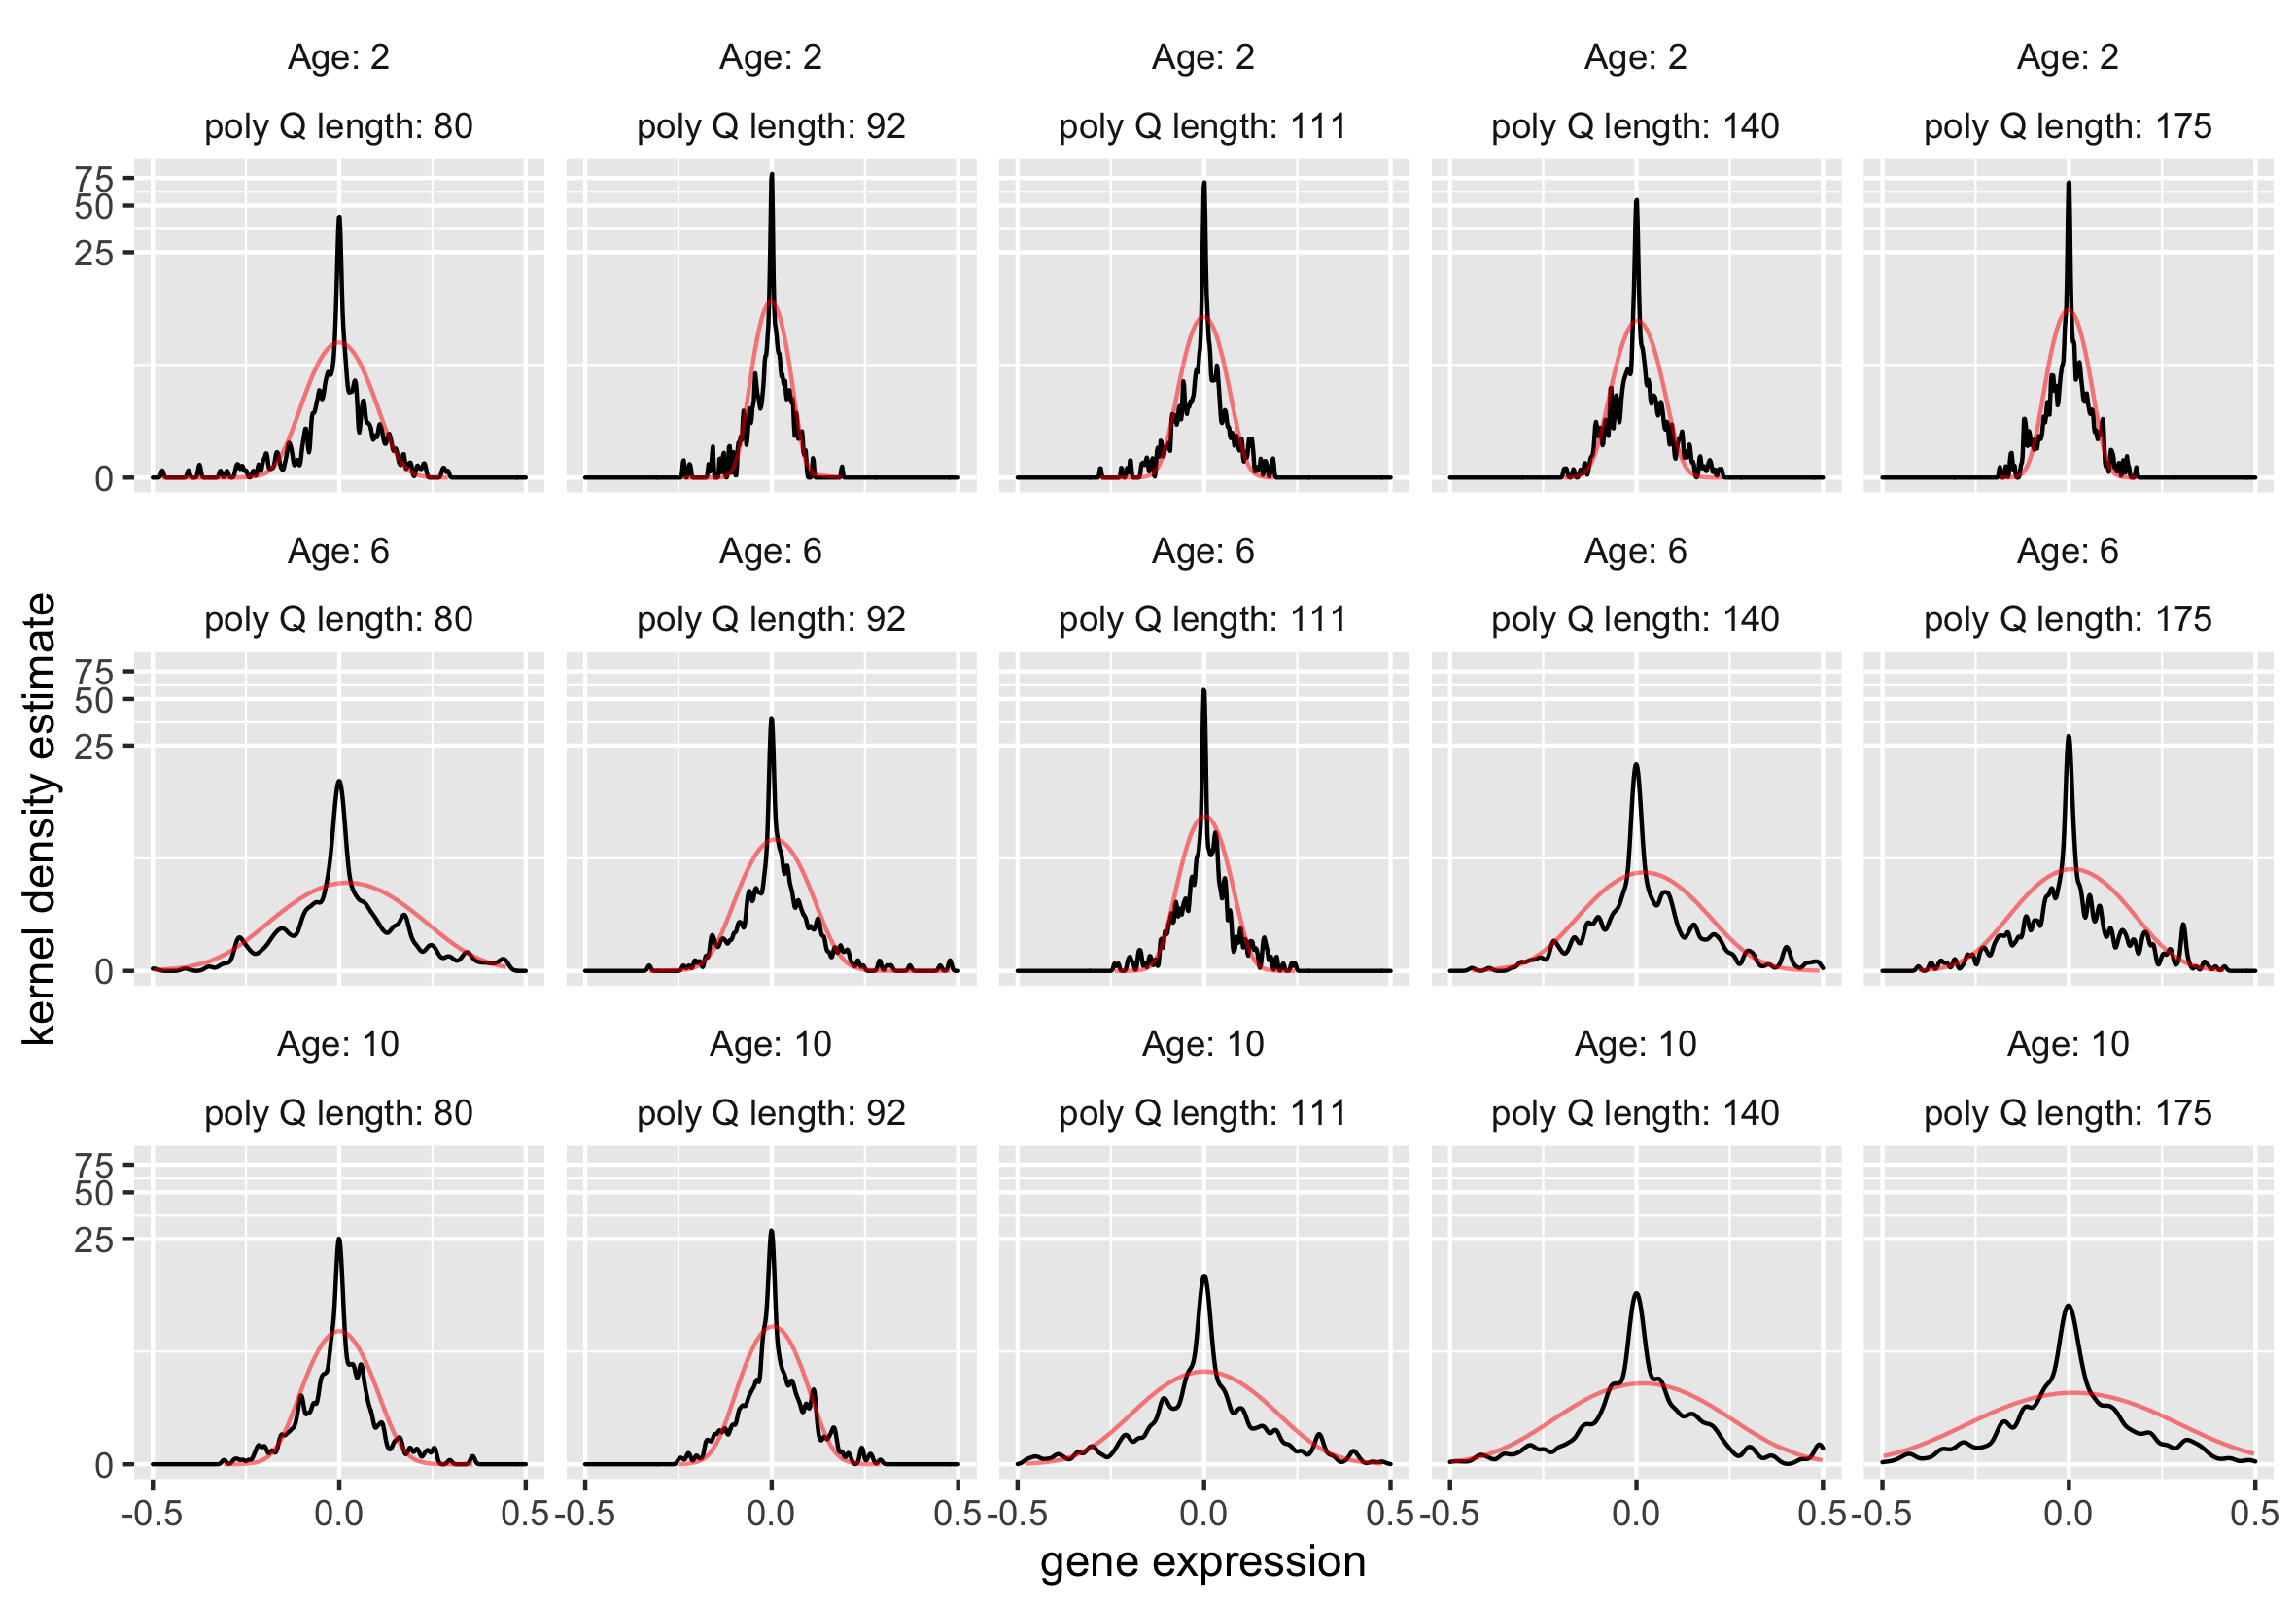 Age: 2 Age: 2 Age: 2 Age: 2 Age: 2
poly Q length: 80 poly Q length: 92 poly Q length: 111 poly Q length: 140 poly Q length: 175
75
50
25
0
Age: 6 Age: 6 Age: 6 Age: 6 Age: 6
poly Q length: 80 poly Q length: 92 poly Q length: 111 poly Q length: 140 poly Q length: 175
75
50
25
0
kernel density estimate
Age: 10 Age: 10 Age: 10 Age: 10 Age: 10
poly Q length: 80 poly Q length: 92 poly Q length: 111 poly Q length: 140 poly Q length: 175
75
50
25
0
-0.5 0.0 0.5 -0.5 0.0 0.5 -0.5 0.0 0.5 -0.5 0.0 0.5 -0.5 0.0 0.5
gene expression